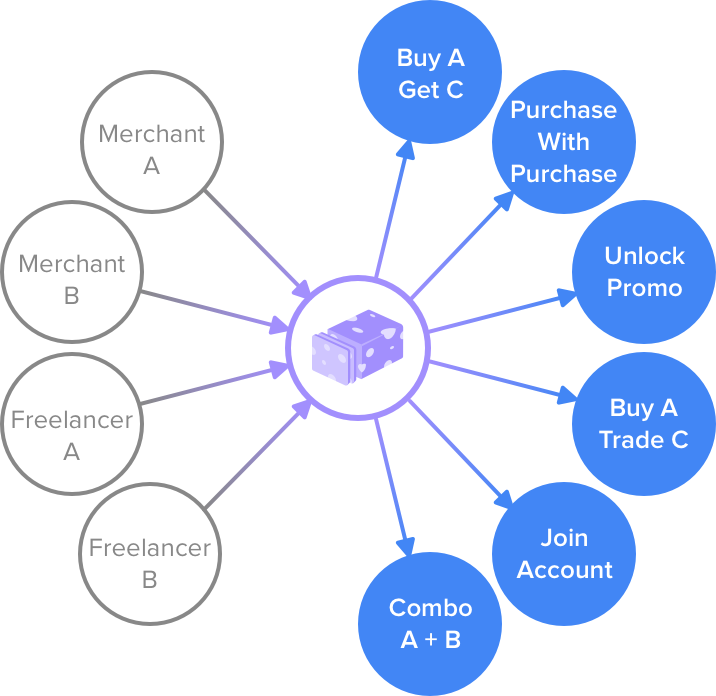 Merchant
A
Merchant
B
Freelancer
A
Freelancer
B
Buy A
Get C
Purchase
With
Purchase
Unlock
Promo
Buy A
Trade C
Join
Account
Combo
A + B